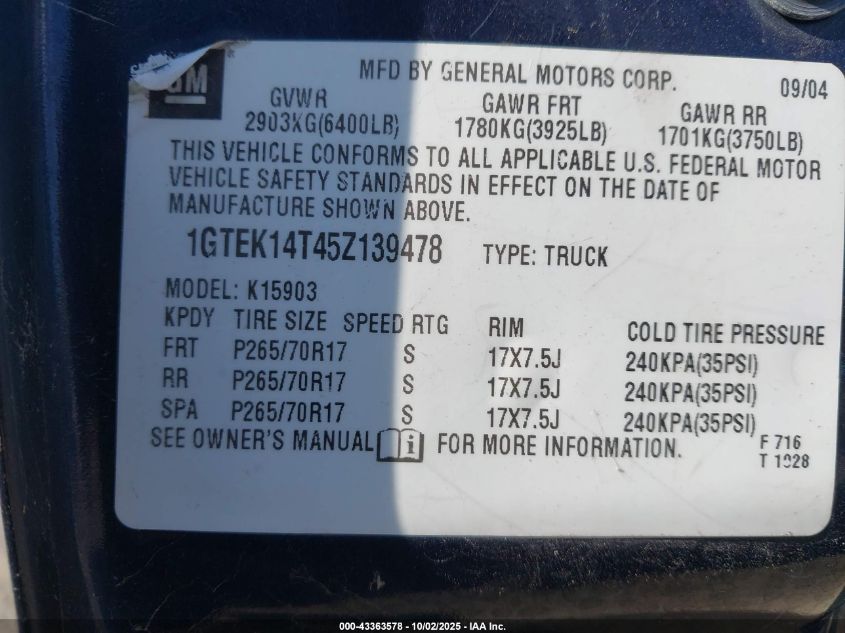 GM
MFD BY GENERAL MOTORS CORP.
09/04
GVWR GAWR FRT GAWR RR
2903KG(6400LB) 1780KG(3925LB) 1701KG(3750LB)
THIS VEHICLE CONFORMS TO ALL APPLICABLE U.S. FEDERAL MOTOR
VEHICLE SAFETY STANDARDS IN EFFECT ON THE DATE OF
MANUFACTURE SHOWN ABOVE.
1GTEK14T45Z139478 TYPE: TRUCK
MODEL: K15903
KPDY TIRE SIZE SPEED RTG RIM COLD TIRE PRESSURE
FRT P265/70R17 S 17X7.5J 240KPA(35PSI)
RR P265/70R17 S 17X7.5J 240KPA(35PSI)
SPA P265/70R17 S 17X7.5J 240KPA(35PSI)
SEE OWNER'S MANUAL i FOR MORE INFORMATION.
F 716
T 1028
000-43363578 - 10/02/2025 - IAA Inc.